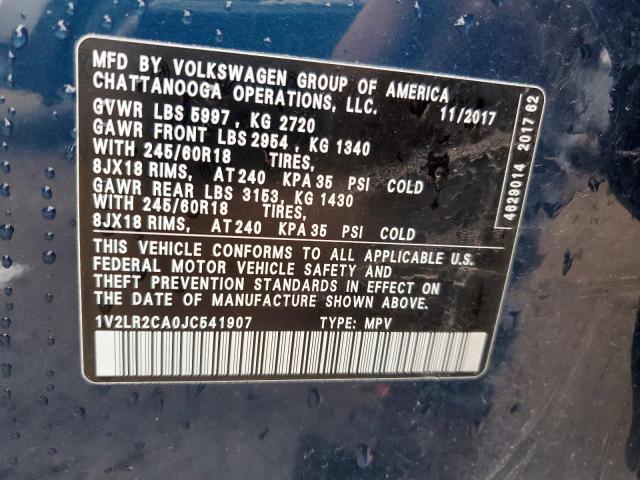 MFD BY VOLKSWAGEN GROUP OF AMERICA
CHATTANOOGA OPERATIONS, LLC. 11/2017
GVWR LBS 5997 , KG 2720
GAWR FRONT LBS 2954 , KG 1340
WITH 245/60R18 TIRES,
8JX18 RIMS, AT 240 KPA 35 PSI COLD
GAWR REAR LBS 3153, KG 1430
WITH 245/60R18 TIRES,
8JX18 RIMS, AT 240 KPA 35 PSI COLD
THIS VEHICLE CONFORMS TO ALL APPLICABLE U.S.
FEDERAL MOTOR VEHICLE SAFETY AND
THEFT PREVENTION STANDARDS IN EFFECT ON
THE DATE OF MANUFACTURE SHOWN ABOVE.
1V2LR2CA0JC541907 TYPE: MPV
4629014 2017 62